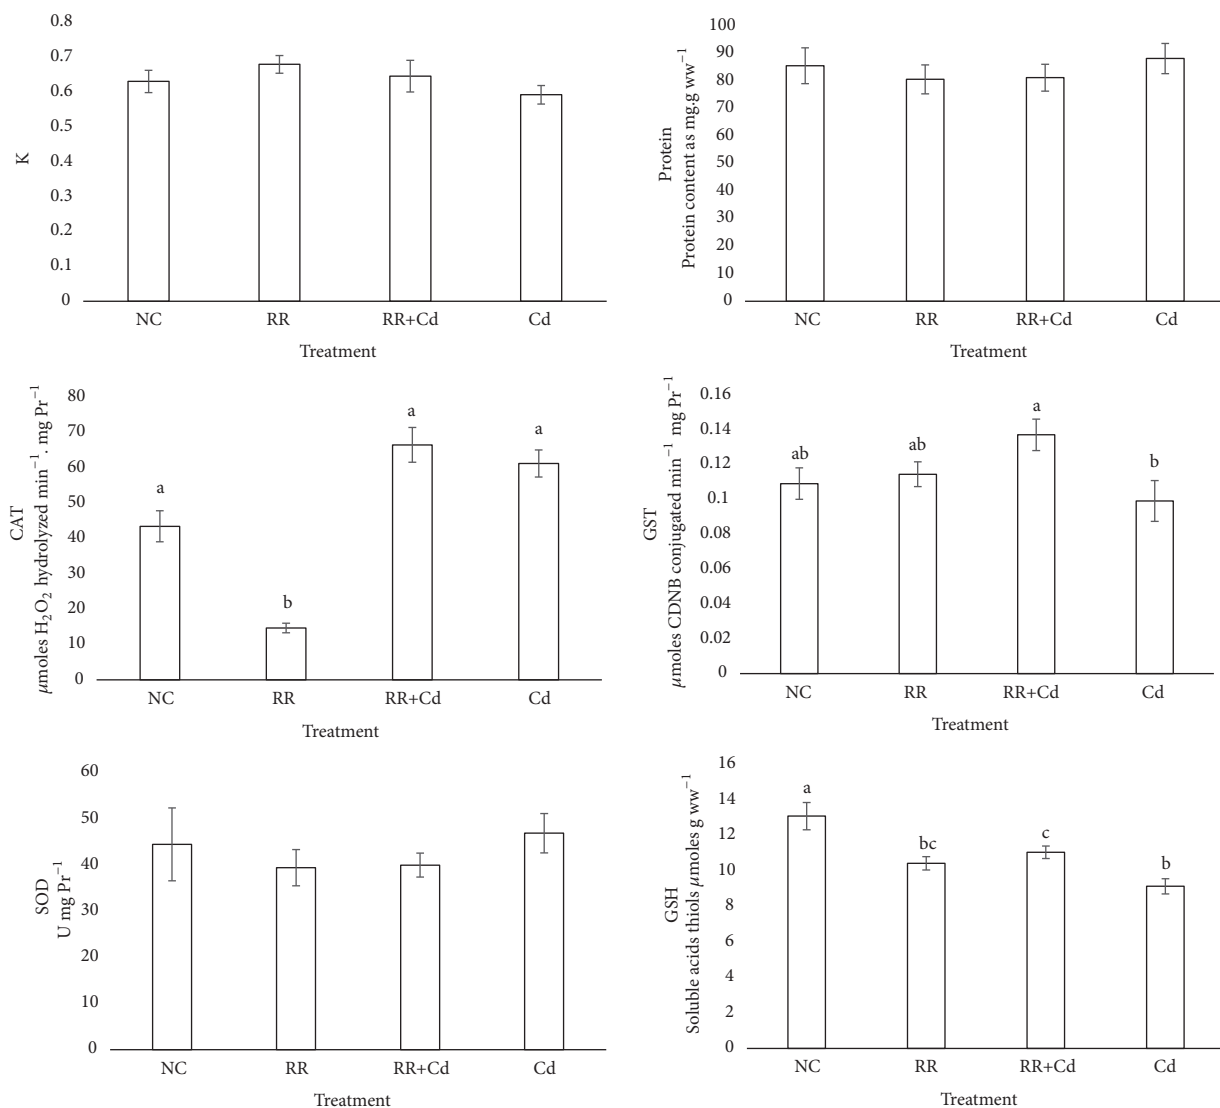 0.8
0.7
0.6
0.5
0.4
0.3
0.2
0.1
0
K
NC RR RR+Cd Cd
Treatment
100
90
80
70
60
50
40
30
20
10
0
Protein
Protein content as mg.g ww⁻¹
NC RR RR+Cd Cd
Treatment
80
70
60
50
40
30
20
10
0
CAT
μmoles H₂O₂ hydrolyzed min⁻¹. mg Pr⁻¹
a b a a
NC RR RR+Cd Cd
Treatment
0.16
0.14
0.12
0.1
0.08
0.06
0.04
0.02
0
GST
μmoles CDNB conjugated min⁻¹ mg Pr⁻¹
ab ab a b
NC RR RR+Cd Cd
Treatment
60
50
40
30
20
10
0
SOD
U mg Pr⁻¹
NC RR RR+Cd Cd
Treatment
16
14
12
10
8
6
4
2
0
GSH
Soluble acids thiols μmoles g ww⁻¹
a bc c b
NC RR RR+Cd Cd
Treatment